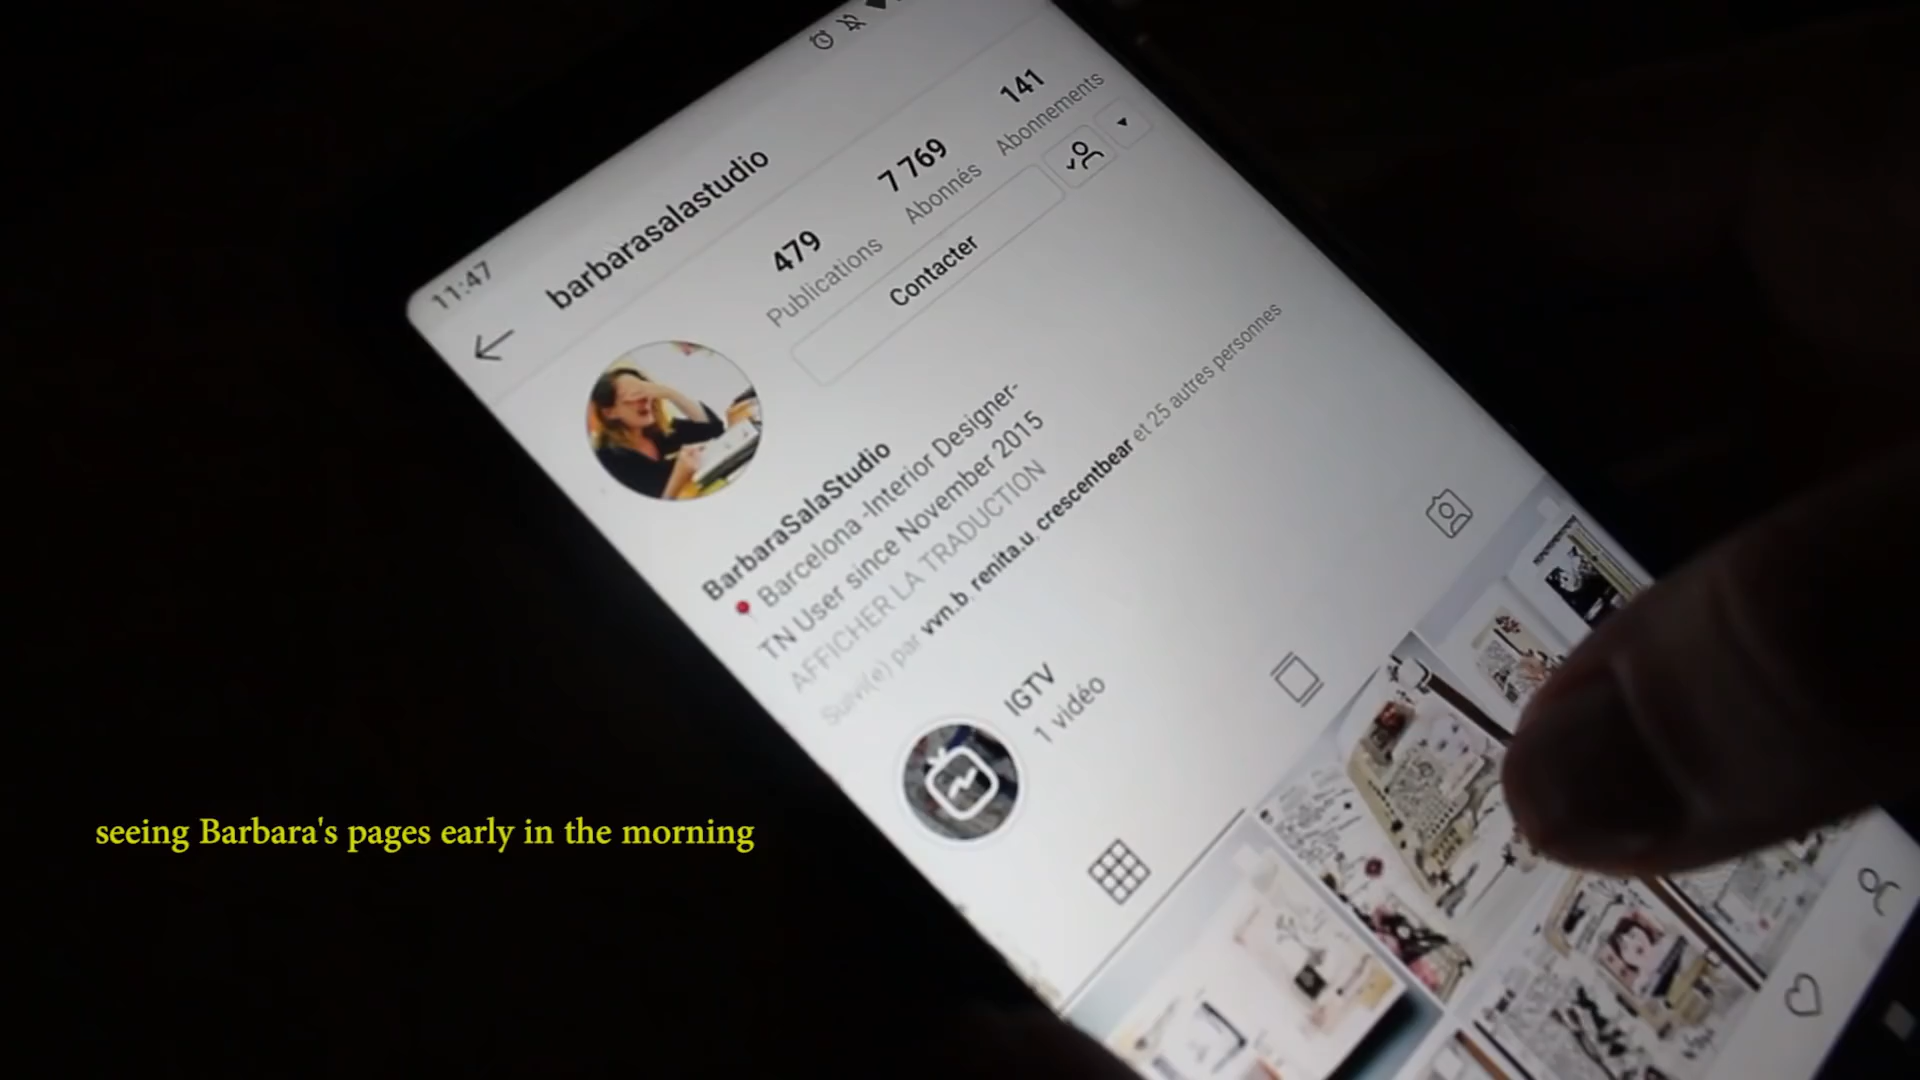 11:47
barbarasalastudio
479
Publications
7 769
Abonnés
141
Abonnements
Contacter
BarbaraSalaStudio
Barcelona -Interior Designer-
TN User since November 2015
AFFICHER LA TRADUCTION
Suivi(e) par vvn.b, renita.u, crescentbear et 25 autres personnes
IGTV
1 vidéo
seeing Barbara's pages early in the morning